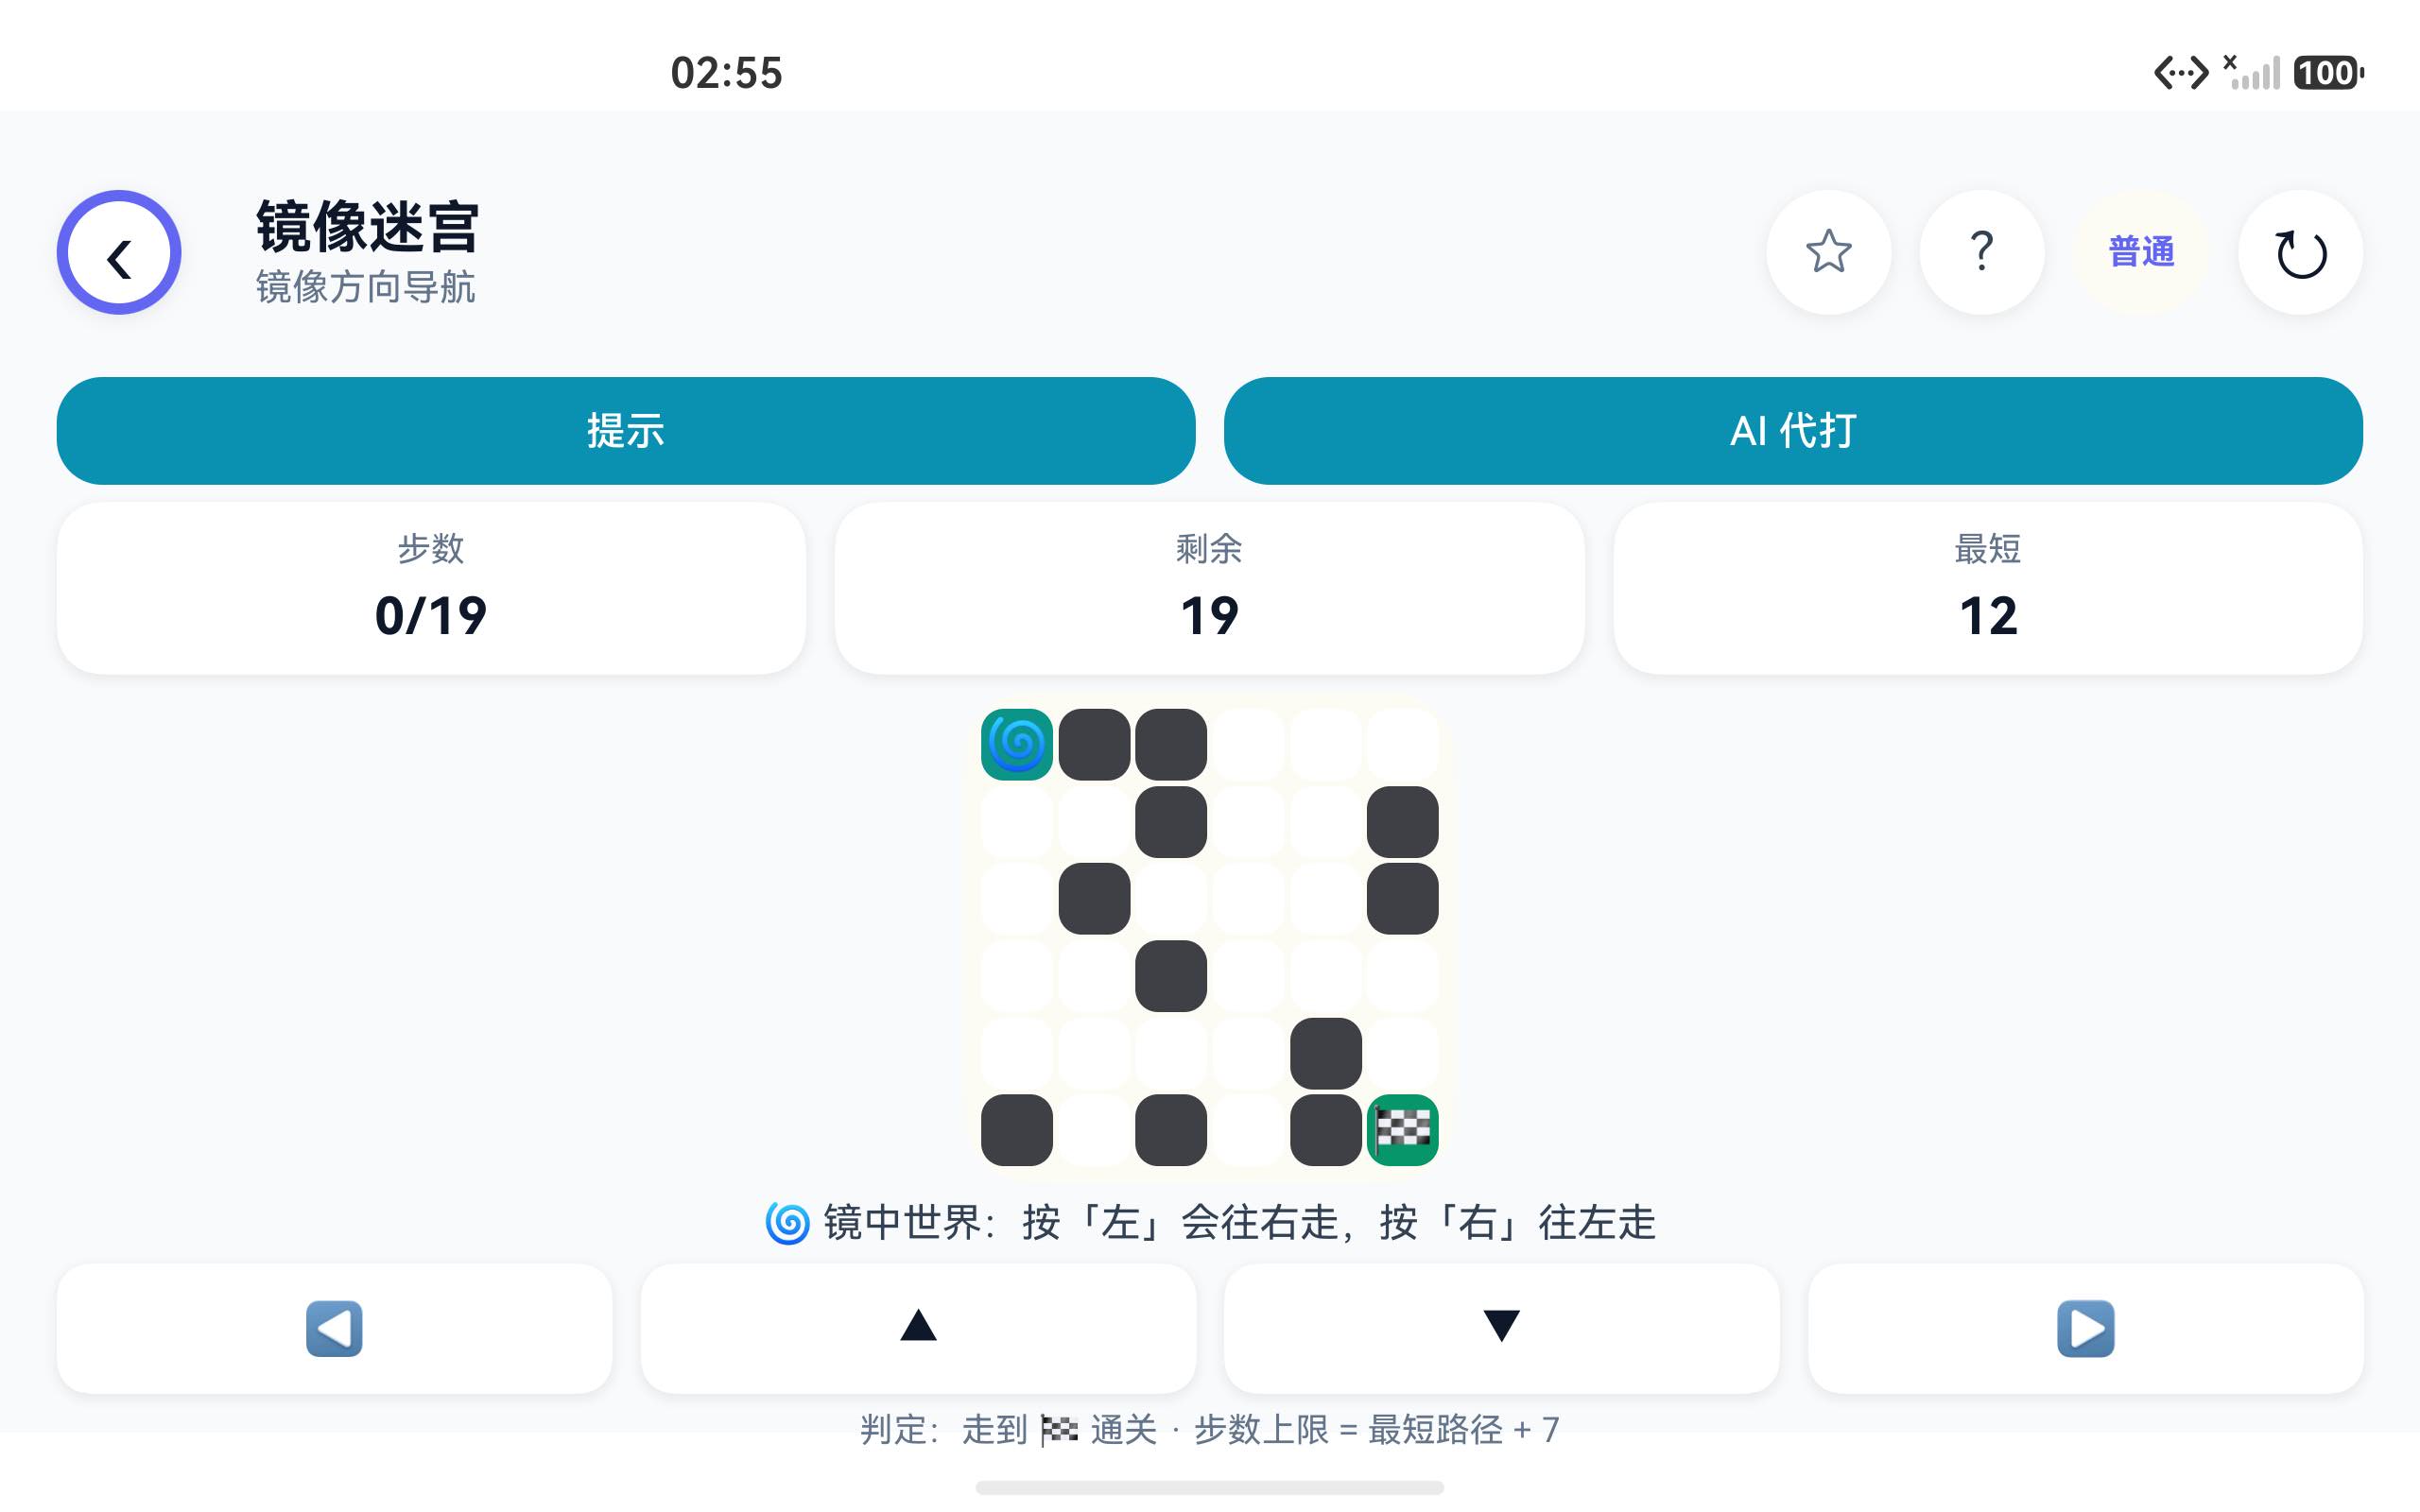 02:55
100
镜像迷宫
镜像方向导航
?
普通
提示
AI 代打
步数
0/19
剩余
19
最短
12
🌀 镜中世界：按「左」会往右走，按「右」往左走
判定：走到 🏁 通关 · 步数上限 = 最短路径 + 7